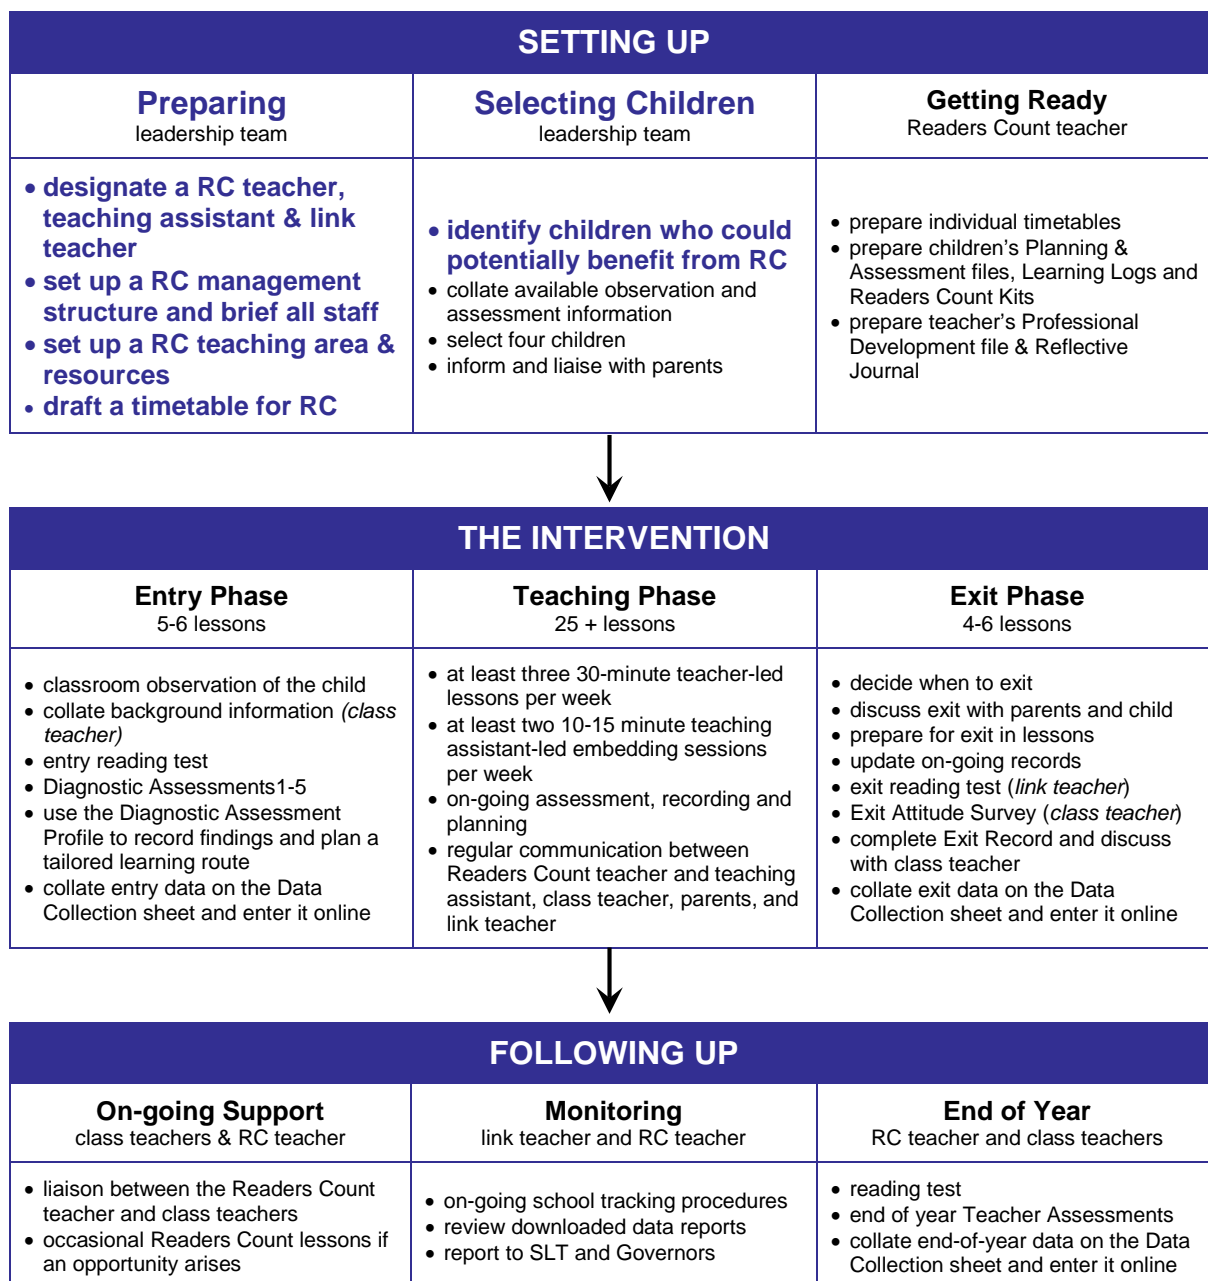 SETTING UP
Preparing
leadership team
• designate a RC teacher,
teaching assistant & link
teacher
• set up a RC management
structure and brief all staff
• set up a RC teaching area &
resources
• draft a timetable for RC
Selecting Children
leadership team
• identify children who could
potentially benefit from RC
• collate available observation and
assessment information
• select four children
• inform and liaise with parents
Getting Ready
Readers Count teacher
• prepare individual timetables
• prepare children's Planning &
Assessment files, Learning Logs and
Readers Count Kits
• prepare teacher's Professional
Development file & Reflective
Journal
THE INTERVENTION
Entry Phase
5-6 lessons
• classroom observation of the child
• collate background information (class
teacher)
• entry reading test
• Diagnostic Assessments1-5
• use the Diagnostic Assessment
Profile to record findings and plan a
tailored learning route
• collate entry data on the Data
Collection sheet and enter it online
Teaching Phase
25 + lessons
• at least three 30-minute teacher-led
lessons per week
• at least two 10-15 minute teaching
assistant-led embedding sessions
per week
• on-going assessment, recording and
planning
• regular communication between
Readers Count teacher and teaching
assistant, class teacher, parents, and
link teacher
Exit Phase
4-6 lessons
• decide when to exit
• discuss exit with parents and child
• prepare for exit in lessons
• update on-going records
• exit reading test (link teacher)
• Exit Attitude Survey (class teacher)
• complete Exit Record and discuss
with class teacher
• collate exit data on the Data
Collection sheet and enter it online
FOLLOWING UP
On-going Support
class teachers & RC teacher
• liaison between the Readers Count
teacher and class teachers
• occasional Readers Count lessons if
an opportunity arises
Monitoring
link teacher and RC teacher
• on-going school tracking procedures
• review downloaded data reports
• report to SLT and Governors
End of Year
RC teacher and class teachers
• reading test
• end of year Teacher Assessments
• collate end-of-year data on the Data
Collection sheet and enter it online